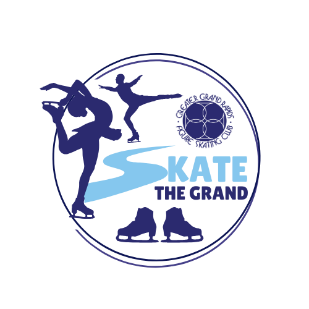 GREATER GRAND RAPIDS
FIGURE SKATING CLUB
SKATE
THE GRAND